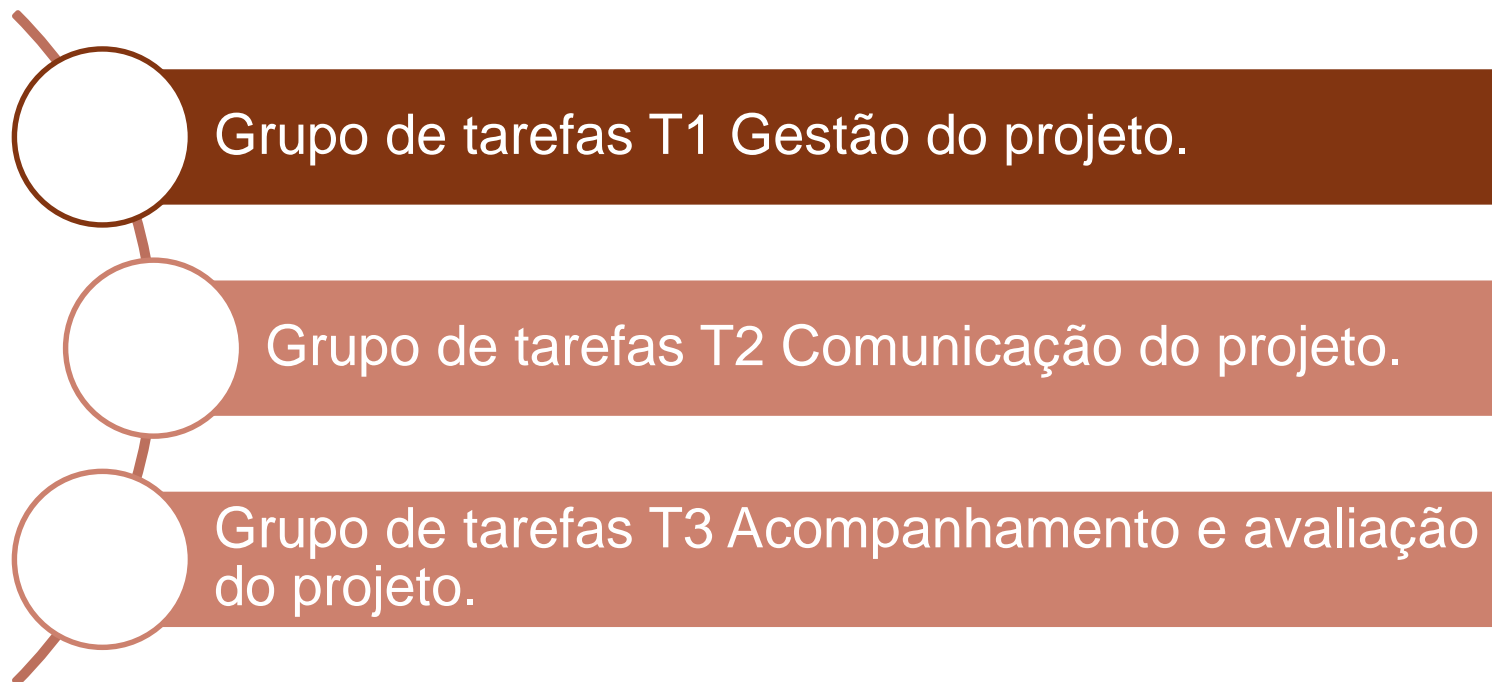 Grupo de tarefas T1 Gestão do projeto.
Grupo de tarefas T2 Comunicação do projeto.
Grupo de tarefas T3 Acompanhamento e avaliação
do projeto.